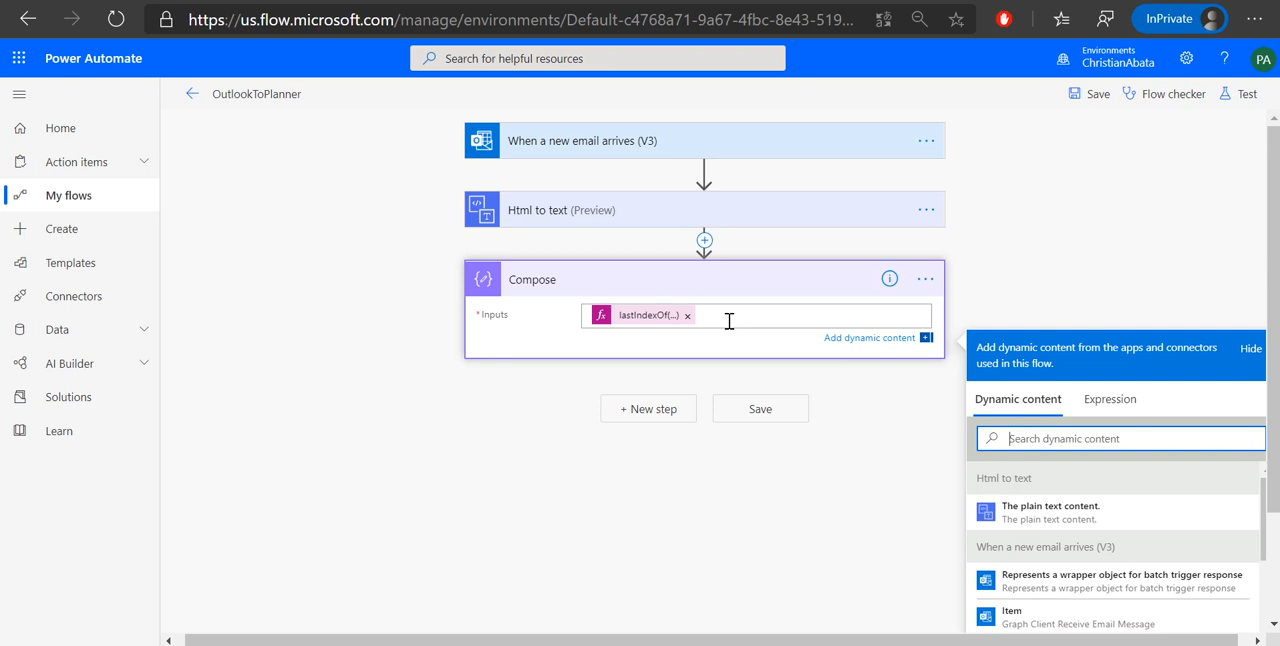 https://us.flow.microsoft.com/manage/environments/Default-c4768a71-9a67-4fbc-8e43-519...
InPrivate
Power Automate
Search for helpful resources
Environments
ChristianAbata
?
PA
OutlookToPlanner
Save
Flow checker
Test
Home
Action items
My flows
Create
Templates
Connectors
Data
AI Builder
Solutions
Learn
When a new email arrives (V3)
...
Html to text (Preview)
...
Compose
...
* Inputs
fx lastIndexOf(...) ×
Add dynamic content
+ New step
Save
Add dynamic content from the apps and connectors
used in this flow.
Hide
Dynamic content
Expression
Search dynamic content
Html to text
The plain text content.
The plain text content.
When a new email arrives (V3)
Represents a wrapper object for batch trigger response
Represents a wrapper object for batch trigger response
Item
Graph Client Receive Email Message